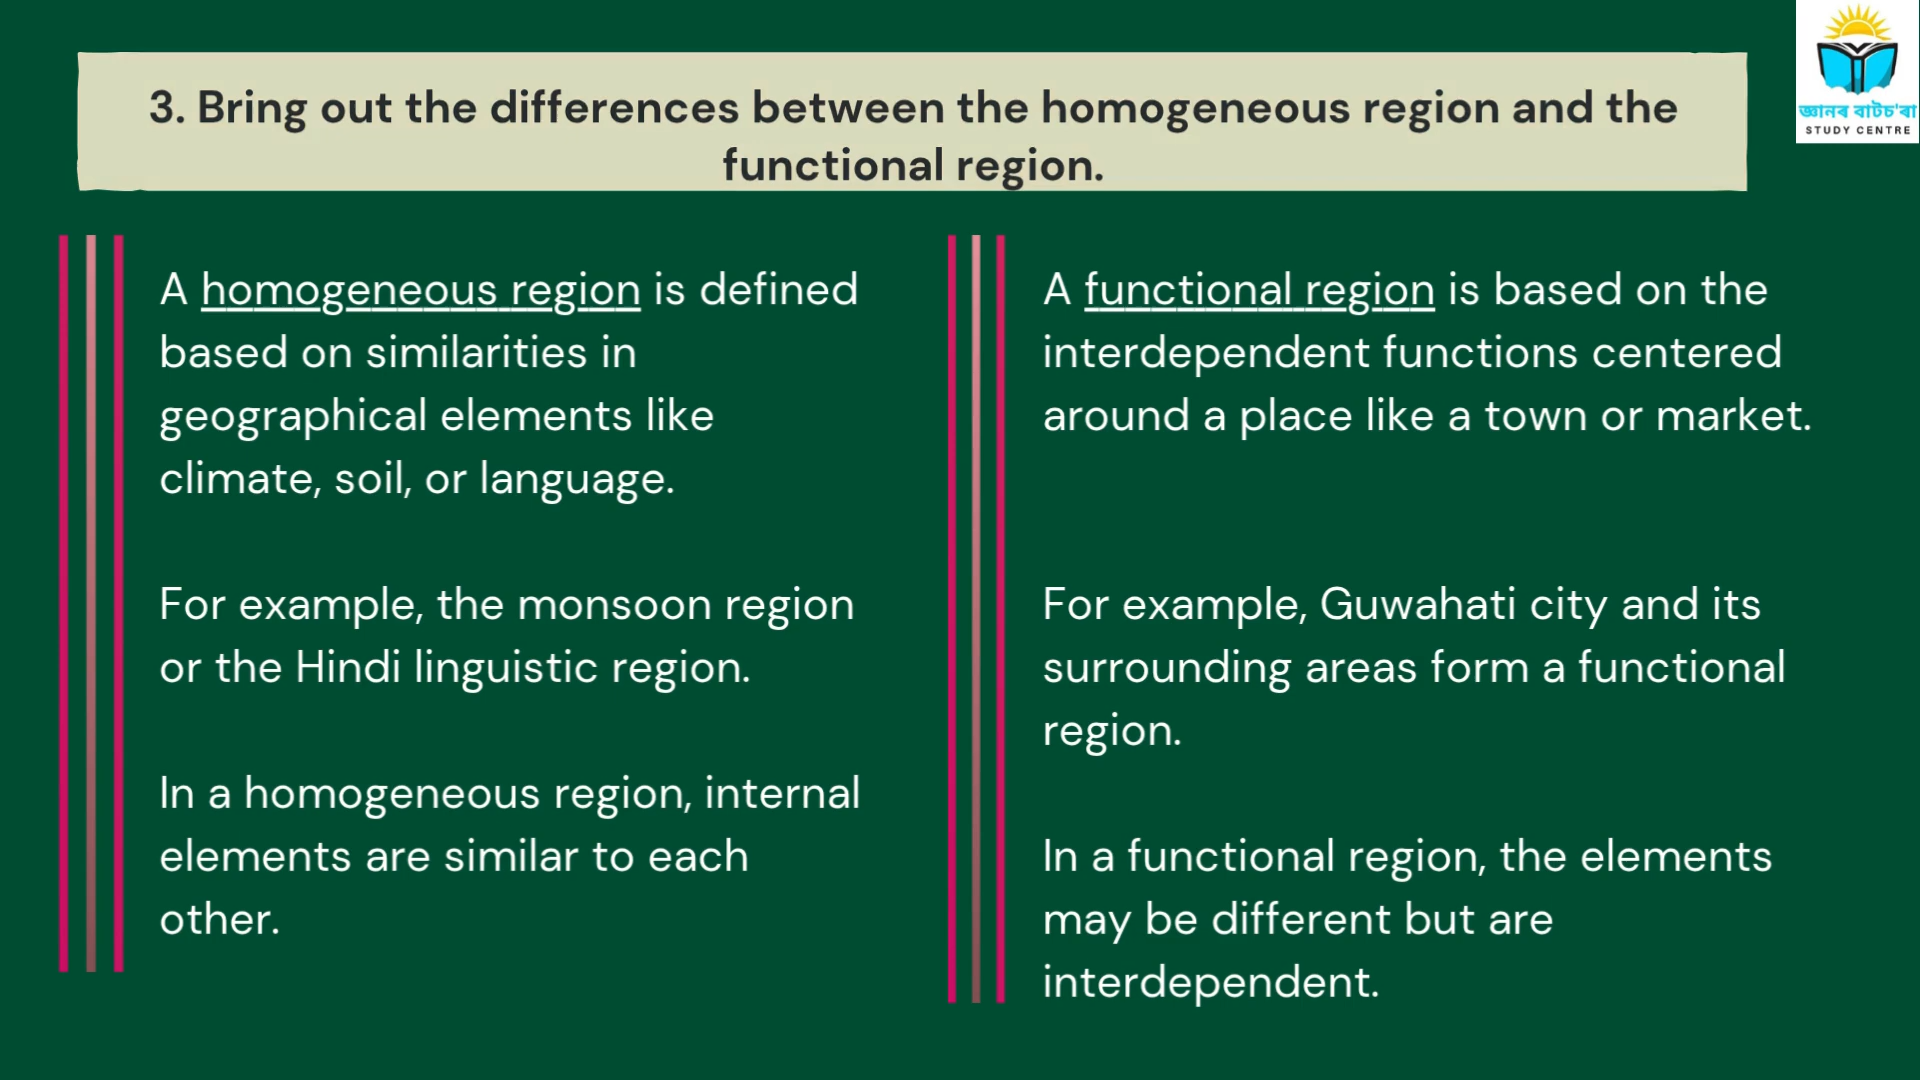 3. Bring out the differences between the homogeneous region and the
functional region.
জ্ঞানৰ বাটচ'ৰা
STUDY CENTRE
A homogeneous region is defined
based on similarities in
geographical elements like
climate, soil, or language.
For example, the monsoon region
or the Hindi linguistic region.
In a homogeneous region, internal
elements are similar to each
other.
A functional region is based on the
interdependent functions centered
around a place like a town or market.
For example, Guwahati city and its
surrounding areas form a functional
region.
In a functional region, the elements
may be different but are
interdependent.